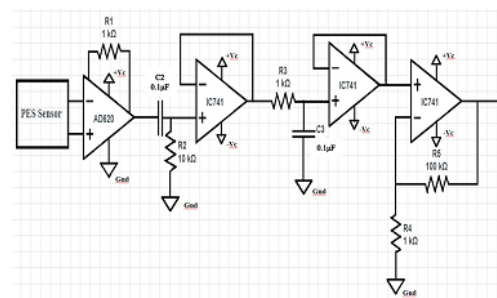 R1
1 kΩ
+Vc
PES Sensor
AD620
Gnd
C2
0.1μF
R2
10 kΩ
Gnd
+Vc
IC741
-Vc
R3
1 kΩ
C3
0.1μF
Gnd
+Vc
IC741
-Vc
+Vc
IC741
-Vc
R5
100 kΩ
R4
1 kΩ
Gnd